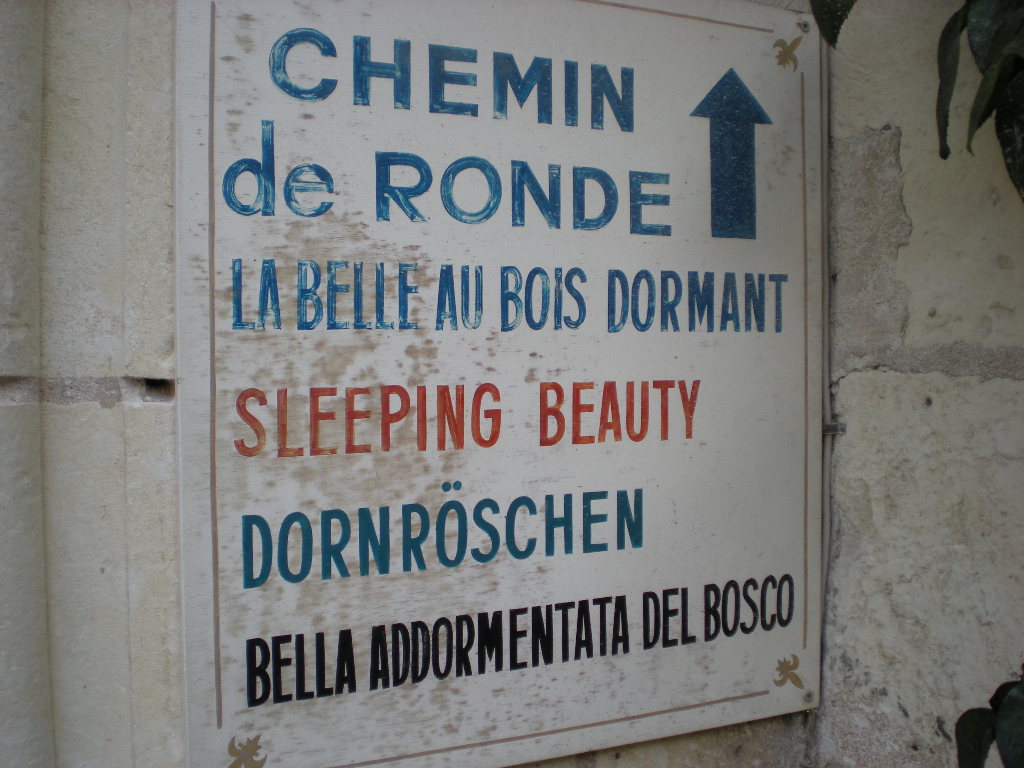 CHEMIN
de RONDE
LA BELLE AU BOIS DORMANT
SLEEPING BEAUTY
DORNRÖSCHEN
BELLA ADDORMENTATA DEL BOSCO